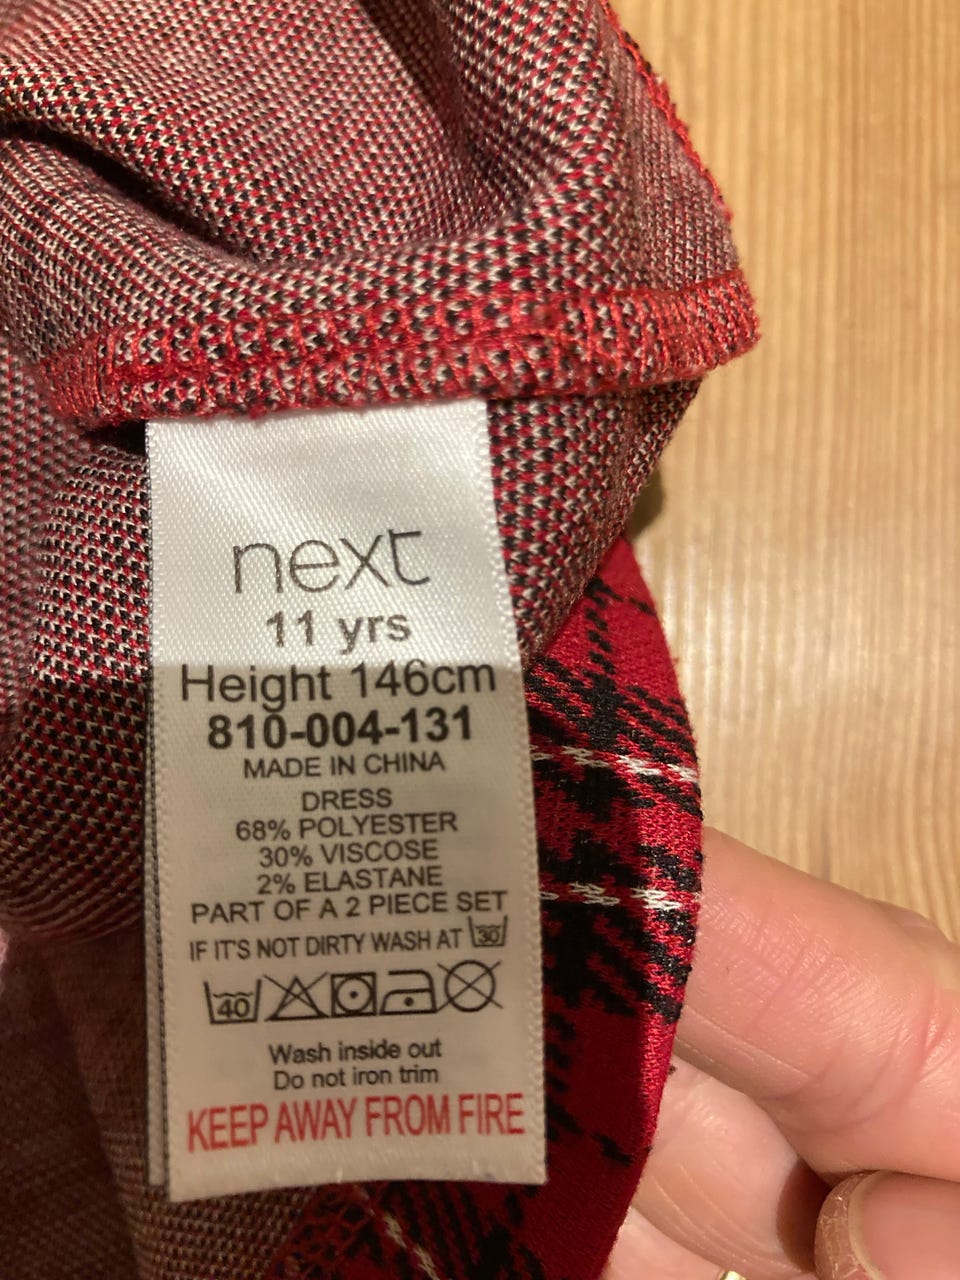 next
11 yrs
Height 146cm
810-004-131
MADE IN CHINA
DRESS
68% POLYESTER
30% VISCOSE
2% ELASTANE
PART OF A 2 PIECE SET
IF IT'S NOT DIRTY WASH AT 30
40
Wash inside out
Do not iron trim
KEEP AWAY FROM FIRE